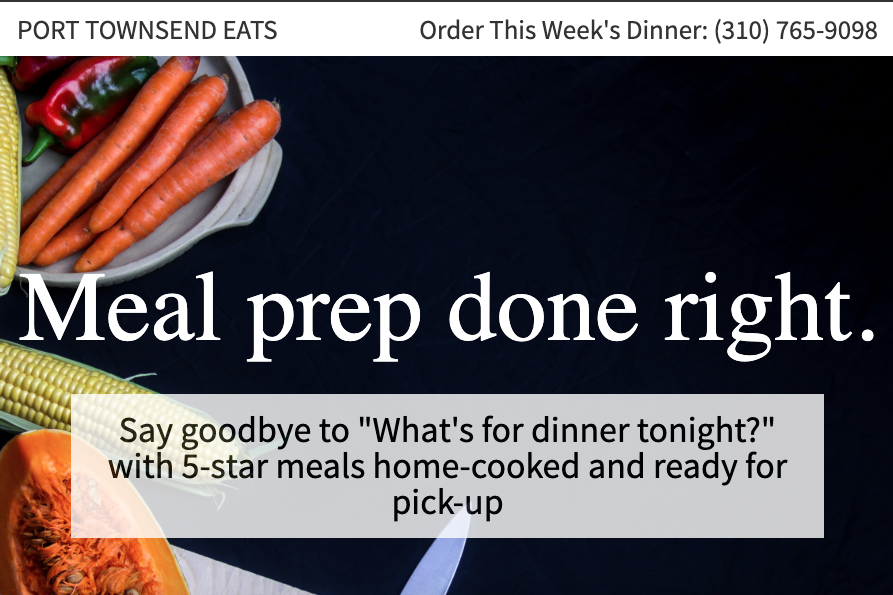 PORT TOWNSEND EATS
Order This Week's Dinner: (310) 765-9098
Meal prep done right.
Say goodbye to "What's for dinner tonight?"
with 5-star meals home-cooked and ready for
pick-up